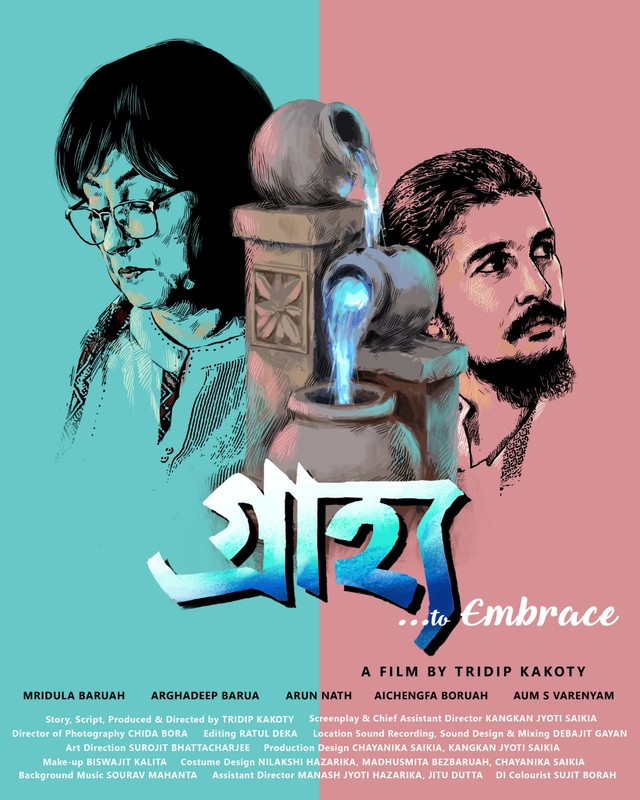 গ্রাহ্য
...to Embrace
A FILM BY TRIDIP KAKOTY
MRIDULA BARUAH ARGHADEEP BARUA ARUN NATH AICHENGFA BORUAH AUM S VARENYAM
Story, Script, Produced & Directed by TRIDIP KAKOTY Screenplay & Chief Assistant Director KANGKAN JYOTI SAIKIA
Director of Photography CHIDA BORA Editing RATUL DEKA Location Sound Recording, Sound Design & Mixing DEBAJIT GAYAN
Art Direction SUROJIT BHATTACHARJEE Production Design CHAYANIKA SAIKIA, KANGKAN JYOTI SAIKIA
Make-up BISWAJIT KALITA Costume Design NILAKSHI HAZARIKA, MADHUSMITA BEZBARUAH, CHAYANIKA SAIKIA
Background Music SOURAV MAHANTA Assistant Director MANASH JYOTI HAZARIKA, JITU DUTTA DI Colourist SUJIT BORAH